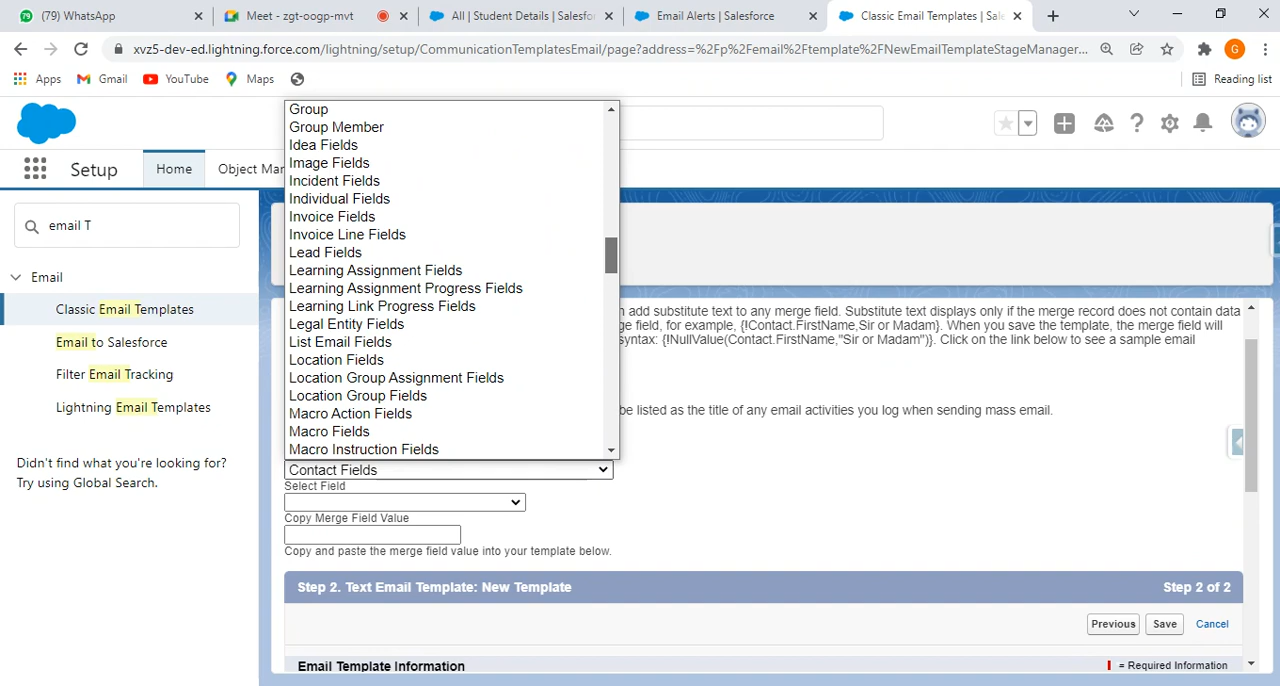 79 (79) WhatsApp
Meet - zgt-oogp-mvt
All | Student Details | Salesfor
Email Alerts | Salesforce
Classic Email Templates | Sale
xvz5-dev-ed.lightning.force.com/lightning/setup/CommunicationTemplatesEmail/page?address=%2Fp%2Femail%2Ftemplate%2FNewEmailTemplateStageManager...
G
Apps
Gmail
YouTube
Maps
Reading list
Setup
Home
Object Man
email T
Email
Classic Email Templates
Email to Salesforce
Filter Email Tracking
Lightning Email Templates
Didn't find what you're looking for?
Try using Global Search.
Group
Group Member
Idea Fields
Image Fields
Incident Fields
Individual Fields
Invoice Fields
Invoice Line Fields
Lead Fields
Learning Assignment Fields
Learning Assignment Progress Fields
Learning Link Progress Fields
Legal Entity Fields
List Email Fields
Location Fields
Location Group Assignment Fields
Location Group Fields
Macro Action Fields
Macro Fields
Macro Instruction Fields
add substitute text to any merge field. Substitute text displays only if the merge record does not contain data
ge field, for example, {!Contact.FirstName,Sir or Madam}. When you save the template, the merge field will
syntax: {!NullValue(Contact.FirstName,"Sir or Madam")}. Click on the link below to see a sample email
be listed as the title of any email activities you log when sending mass email.
Contact Fields
Select Field
Copy Merge Field Value
Copy and paste the merge field value into your template below.
Step 2. Text Email Template: New Template
Step 2 of 2
Previous
Save
Cancel
Email Template Information
= Required Information